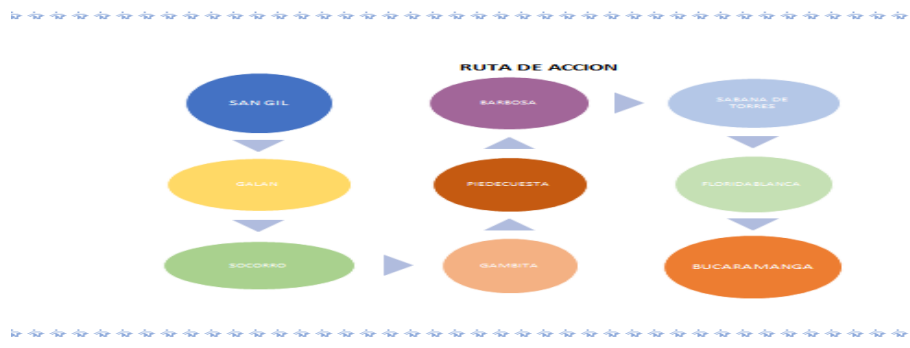 RUTA DE ACCION
SAN GIL
GALAN
SOCORRO
GAMBITA
PIEDECUESTA
BARBOSA
SABANA DE
TORRES
FLORIDABLANCA
BUCARAMANGA